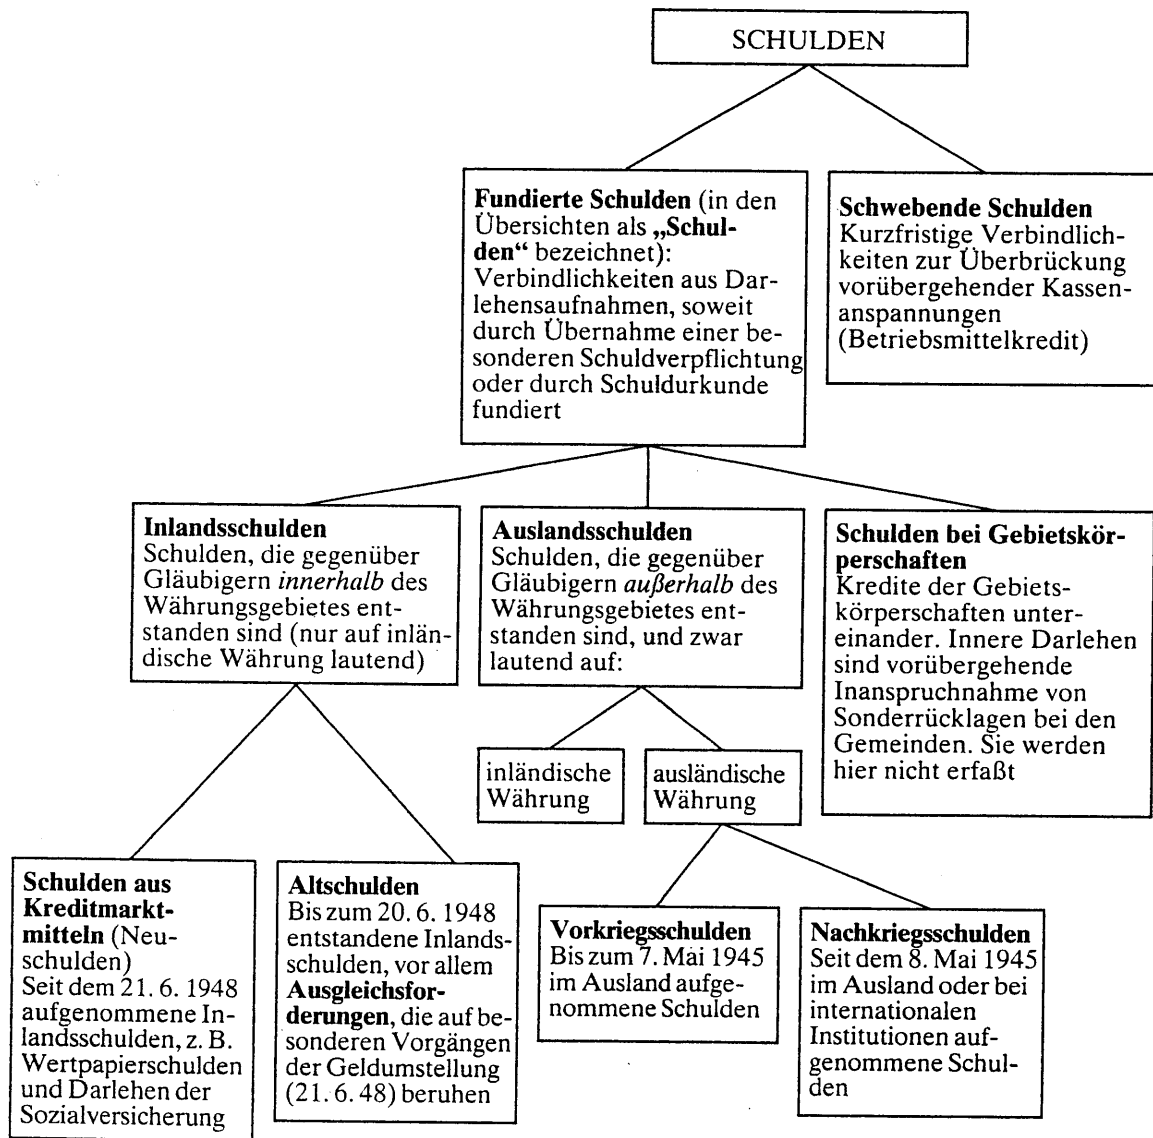 SCHULDEN
Fundierte Schulden (in den
Übersichten als „Schul-
den“ bezeichnet):
Verbindlichkeiten aus Dar-
lehensaufnahmen, soweit
durch Übernahme einer be-
sonderen Schuldverpflichtung
oder durch Schuldurkunde
fundiert
Schwebende Schulden
Kurzfristige Verbindlich-
keiten zur Überbrückung
vorübergehender Kassen-
anspannungen
(Betriebsmittelkredit)
Inlandsschulden
Schulden, die gegenüber
Gläubigern innerhalb des
Währungsgebietes ent-
standen sind (nur auf inlän-
dische Währung lautend)
Auslandsschulden
Schulden, die gegenüber
Gläubigern außerhalb des
Währungsgebietes ent-
standen sind, und zwar
lautend auf:
Schulden bei Gebietskör-
perschaften
Kredite der Gebiets-
körperschaften unter-
einander. Innere Darlehen
sind vorübergehende
Inanspruchnahme von
Sonderrücklagen bei den
Gemeinden. Sie werden
hier nicht erfaßt
inländische
Währung
ausländische
Währung
Schulden aus
Kreditmarkt-
mitteln (Neu-
schulden)
Seit dem 21. 6. 1948
aufgenommene In-
landsschulden, z. B.
Wertpapierschulden
und Darlehen der
Sozialversicherung
Altschulden
Bis zum 20. 6. 1948
entstandene Inlands-
schulden, vor allem
Ausgleichsfor-
derungen, die auf be-
sonderen Vorgängen
der Geldumstellung
(21. 6. 48) beruhen
Vorkriegsschulden
Bis zum 7. Mai 1945
im Ausland aufge-
nommene Schulden
Nachkriegsschulden
Seit dem 8. Mai 1945
im Ausland oder bei
internationalen
Institutionen auf-
genommene Schul-
den